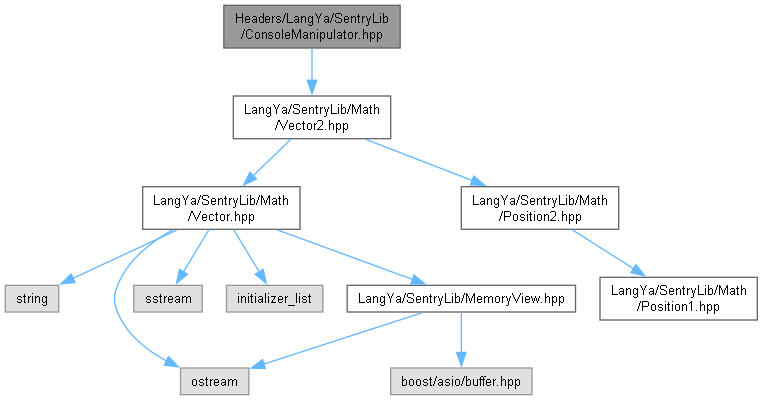 Headers/LangYa/SentryLib
/ConsoleManipulator.hpp
LangYa/SentryLib/Math
/Vector2.hpp
LangYa/SentryLib/Math
/Vector.hpp
LangYa/SentryLib/Math
/Position2.hpp
string
sstream
initializer_list
LangYa/SentryLib/MemoryView.hpp
LangYa/SentryLib/Math
/Position1.hpp
ostream
boost/asio/buffer.hpp